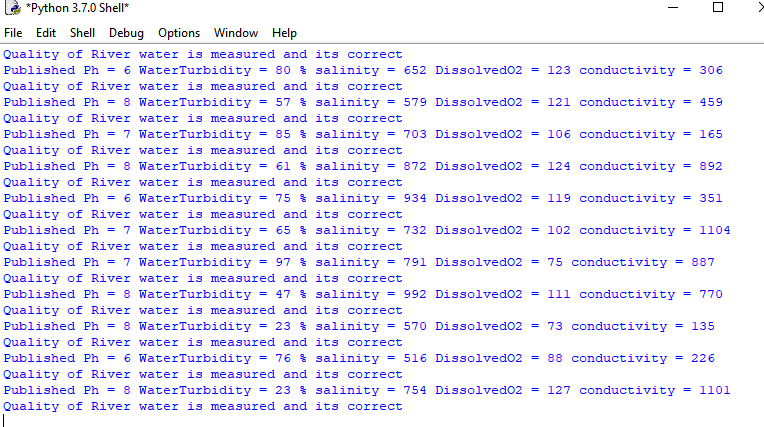 *Python 3.7.0 Shell*
File Edit Shell Debug Options Window Help
Quality of River water is measured and its correct
Published Ph = 6 WaterTurbidity = 80 % salinity = 652 DissolvedO2 = 123 conductivity = 306
Quality of River water is measured and its correct
Published Ph = 8 WaterTurbidity = 57 % salinity = 579 DissolvedO2 = 121 conductivity = 459
Quality of River water is measured and its correct
Published Ph = 7 WaterTurbidity = 85 % salinity = 703 DissolvedO2 = 106 conductivity = 165
Quality of River water is measured and its correct
Published Ph = 8 WaterTurbidity = 61 % salinity = 872 DissolvedO2 = 124 conductivity = 892
Quality of River water is measured and its correct
Published Ph = 6 WaterTurbidity = 75 % salinity = 934 DissolvedO2 = 119 conductivity = 351
Quality of River water is measured and its correct
Published Ph = 7 WaterTurbidity = 65 % salinity = 732 DissolvedO2 = 102 conductivity = 1104
Quality of River water is measured and its correct
Published Ph = 7 WaterTurbidity = 97 % salinity = 791 DissolvedO2 = 75 conductivity = 887
Quality of River water is measured and its correct
Published Ph = 8 WaterTurbidity = 47 % salinity = 992 DissolvedO2 = 111 conductivity = 770
Quality of River water is measured and its correct
Published Ph = 8 WaterTurbidity = 23 % salinity = 570 DissolvedO2 = 73 conductivity = 135
Quality of River water is measured and its correct
Published Ph = 6 WaterTurbidity = 76 % salinity = 516 DissolvedO2 = 88 conductivity = 226
Quality of River water is measured and its correct
Published Ph = 8 WaterTurbidity = 23 % salinity = 754 DissolvedO2 = 127 conductivity = 1101
Quality of River water is measured and its correct